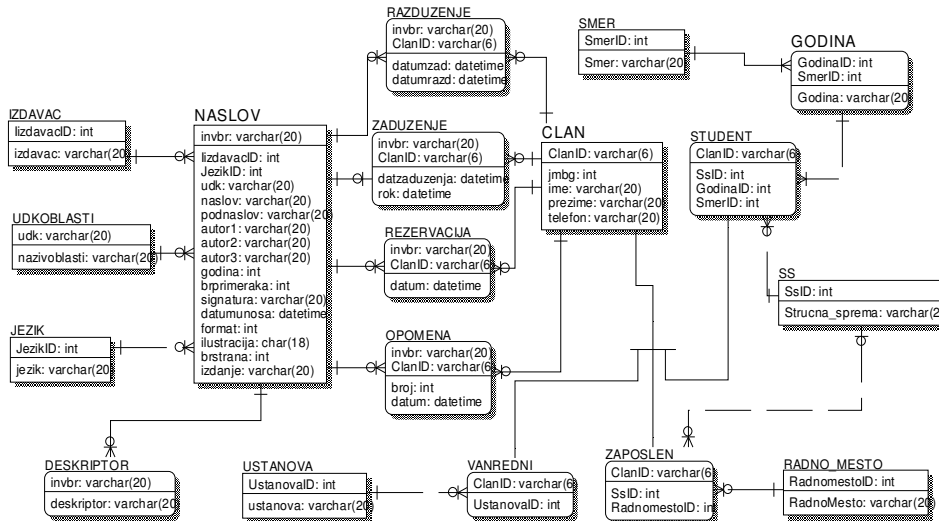 RAZDUZENJE
invbr: varchar(20)
ClanID: varchar(6)
datumzad: datetime
datumrazd: datetime
SMER
SmerID: int
Smer: varchar(20
GODINA
GodinaID: int
SmerID: int
Godina: varchar(20
IZDAVAC
IizdavacID: int
izdavac: varchar(20
NASLOV
invbr: varchar(20)
IizdavacID: int
JezikID: int
udk: varchar(20)
naslov: varchar(20)
podnaslov: varchar(20
autor1: varchar(20)
autor2: varchar(20)
autor3: varchar(20)
godina: int
brprimeraka: int
signatura: varchar(20)
datumunosa: datetime
format: int
ilustracija: char(18)
brstrana: int
izdanje: varchar(20)
ZADUZENJE
invbr: varchar(20)
ClanID: varchar(6)
datzaduzenja: datetime
rok: datetime
CLAN
ClanID: varchar(6)
jmbg: int
ime: varchar(20)
prezime: varchar(20)
telefon: varchar(20)
STUDENT
ClanID: varchar(6
SsID: int
GodinaID: int
SmerID: int
UDKOBLASTI
udk: varchar(20)
nazivoblasti: varchar(20
REZERVACIJA
invbr: varchar(20)
ClanID: varchar(6
datum: datetime
SS
SsID: int
Strucna_sprema: varchar(2
JEZIK
JezikID: int
jezik: varchar(20
OPOMENA
invbr: varchar(20)
ClanID: varchar(6
broj: int
datum: datetime
DESKRIPTOR
invbr: varchar(20)
deskriptor: varchar(20
USTANOVA
UstanovaID: int
ustanova: varchar(20
VANREDNI
ClanID: varchar(6
UstanovaID: int
ZAPOSLEN
ClanID: varchar(6
SsID: int
RadnomestoID: int
RADNO_MESTO
RadnomestoID: int
RadnoMesto: varchar(20